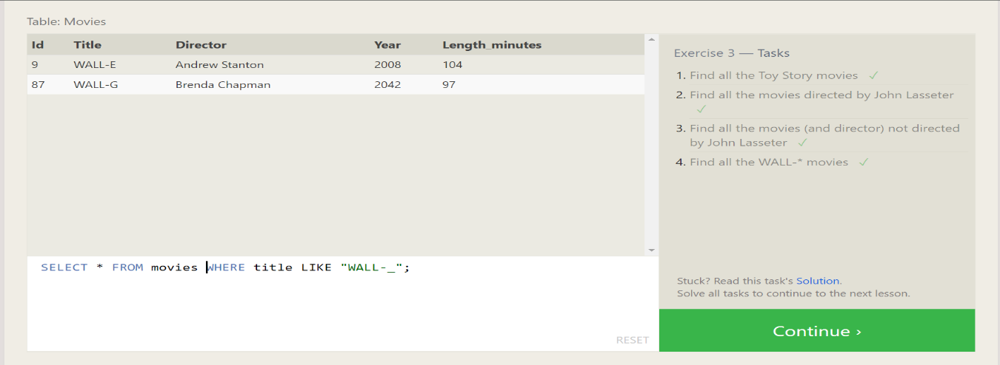 Table: Movies
Id Title Director Year Length_minutes
9 WALL-E Andrew Stanton 2008 104
87 WALL-G Brenda Chapman 2042 97
SELECT * FROM movies WHERE title LIKE "WALL-_";
RESET
Exercise 3 — Tasks
1. Find all the Toy Story movies ✓
2. Find all the movies directed by John Lasseter
✓
3. Find all the movies (and director) not directed
by John Lasseter ✓
4. Find all the WALL-* movies ✓
Stuck? Read this task's Solution.
Solve all tasks to continue to the next lesson.
Continue ›